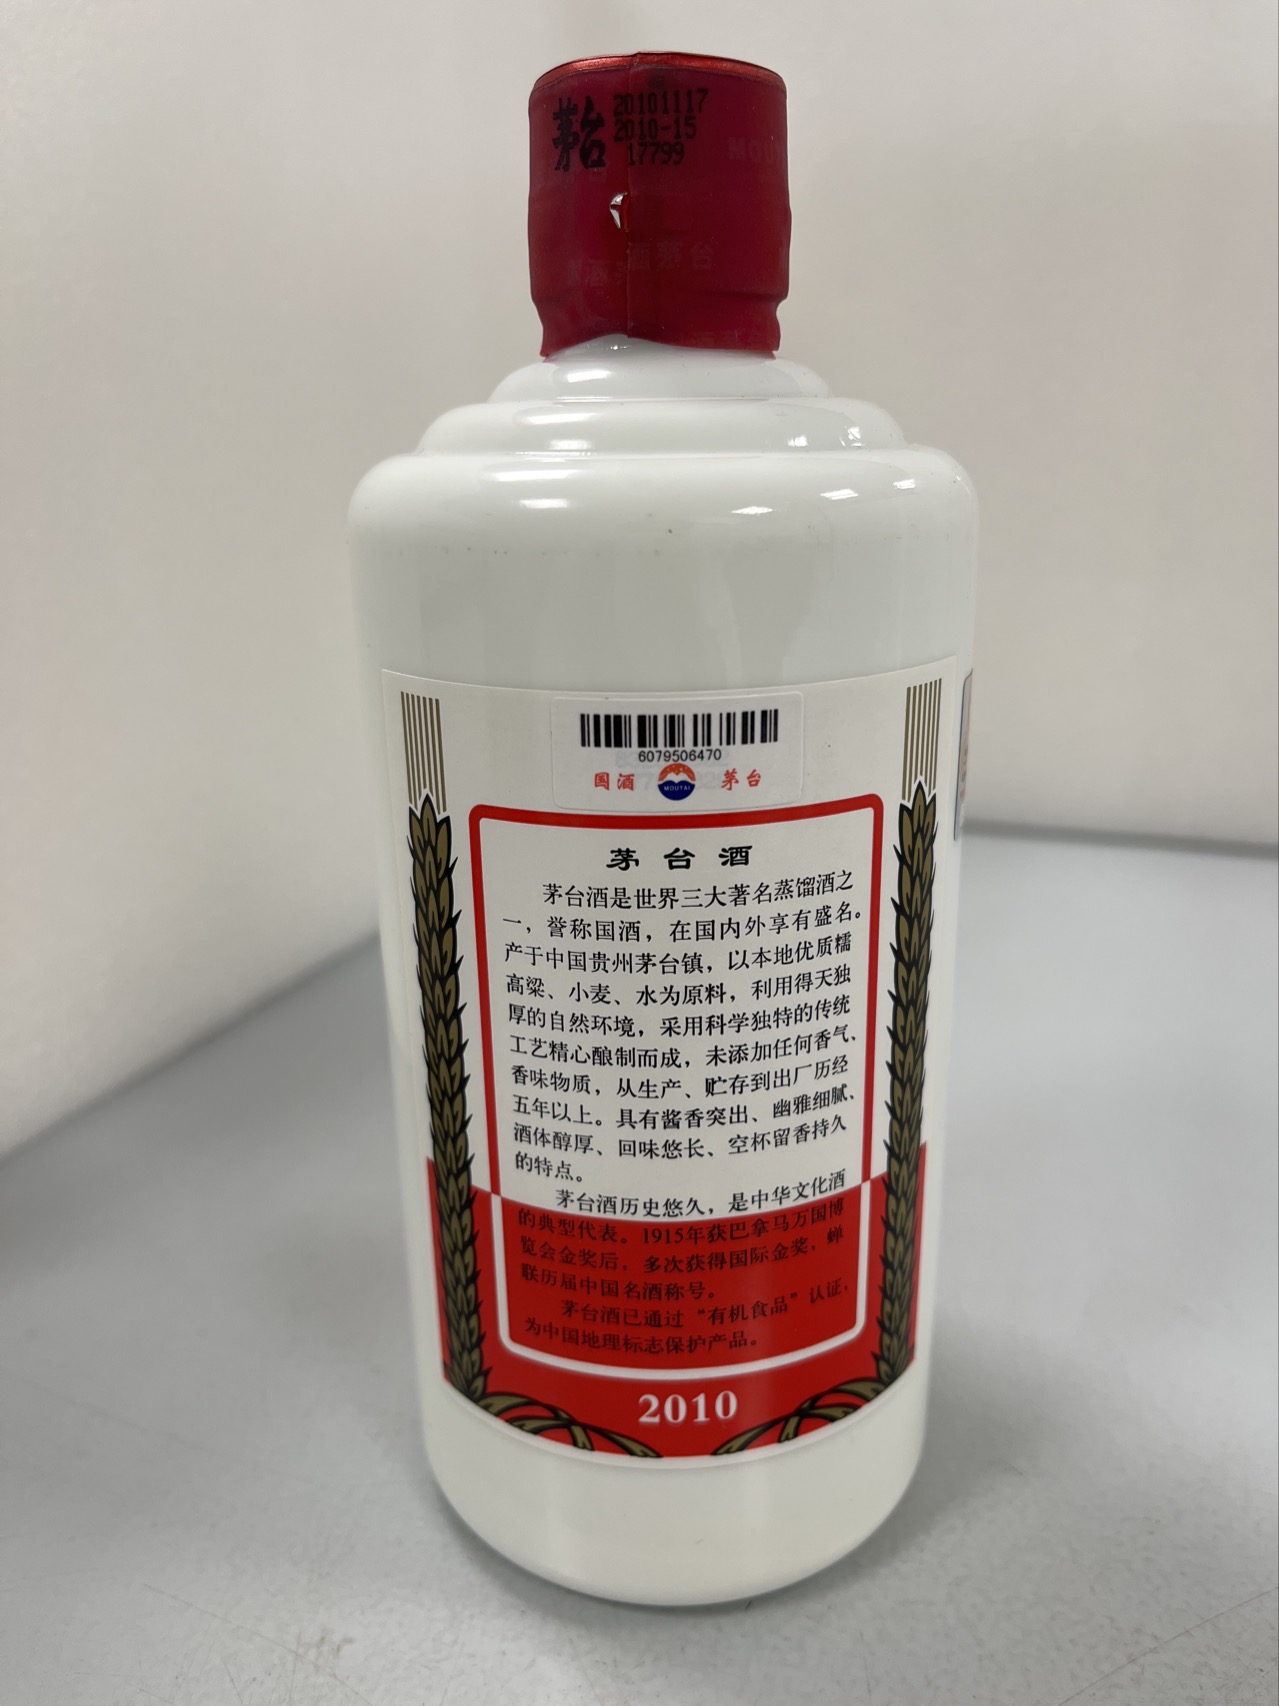 茅台
20101117
2010-15
17799
MOU
酒茅台
6079506470
国酒
MOUTAI
茅台
茅台酒
茅台酒是世界三大著名蒸馏酒之
一，誉称国酒，在国内外享有盛名。
产于中国贵州茅台镇，以本地优质糯
高粱、小麦、水为原料，利用得天独
厚的自然环境，采用科学独特的传统
工艺精心酿制而成，未添加任何香气、
香味物质，从生产、贮存到出厂历经
五年以上。具有酱香突出、幽雅细腻、
酒体醇厚、回味悠长、空杯留香持久
的特点。
茅台酒历史悠久，是中华文化酒
的典型代表。1915年获巴拿马万国博
览会金奖后，多次获得国际金奖，蝉
联历届中国名酒称号。
茅台酒已通过“有机食品”认证，
为中国地理标志保护产品。
2010